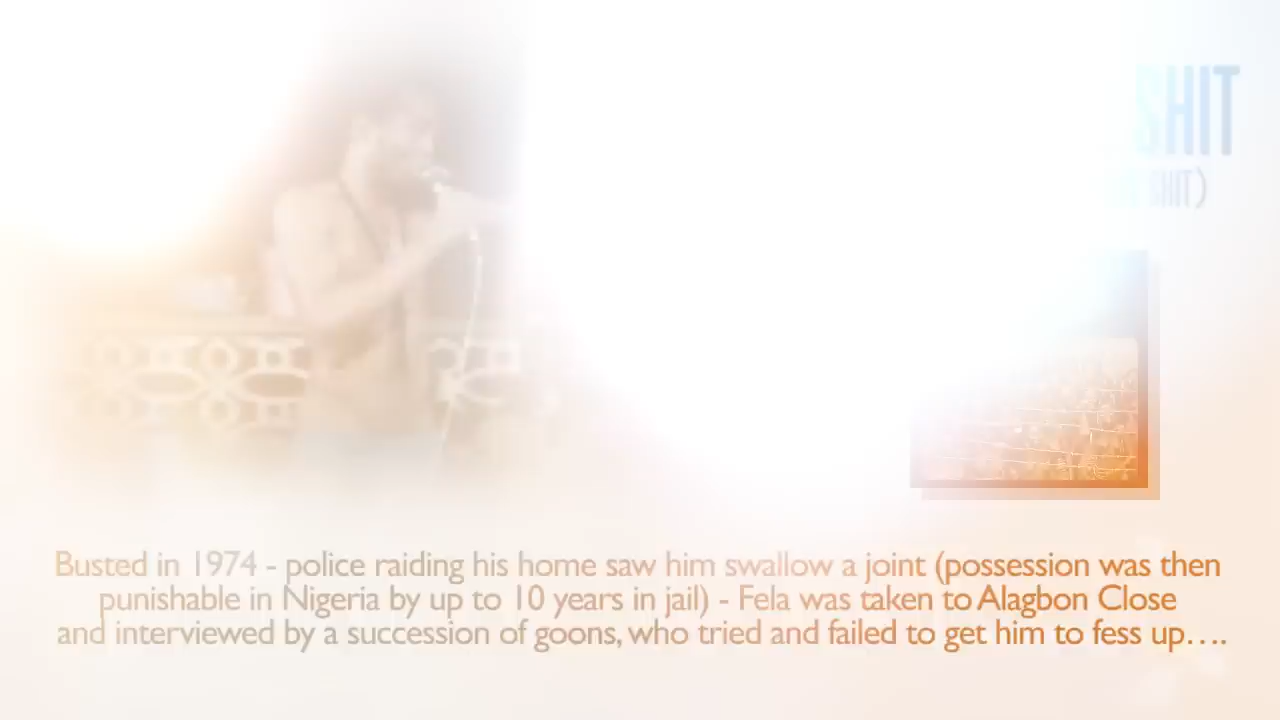 SHIT
SHIT)
Busted in 1974 - police raiding his home saw him swallow a joint (possession was then
punishable in Nigeria by up to 10 years in jail) - Fela was taken to Alagbon Close
and interviewed by a succession of goons, who tried and failed to get him to fess up….